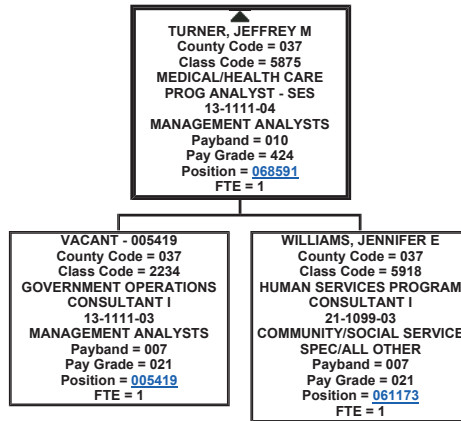 TURNER, JEFFREY M
County Code = 037
Class Code = 5875
MEDICAL/HEALTH CARE
PROG ANALYST - SES
13-1111-04
MANAGEMENT ANALYSTS
Payband = 010
Pay Grade = 424
Position = 068591
FTE = 1
VACANT - 005419
County Code = 037
Class Code = 2234
GOVERNMENT OPERATIONS
CONSULTANT I
13-1111-03
MANAGEMENT ANALYSTS
Payband = 007
Pay Grade = 021
Position = 005419
FTE = 1
WILLIAMS, JENNIFER E
County Code = 037
Class Code = 5918
HUMAN SERVICES PROGRAM
CONSULTANT I
21-1099-03
COMMUNITY/SOCIAL SERVICE
SPEC/ALL OTHER
Payband = 007
Pay Grade = 021
Position = 061173
FTE = 1